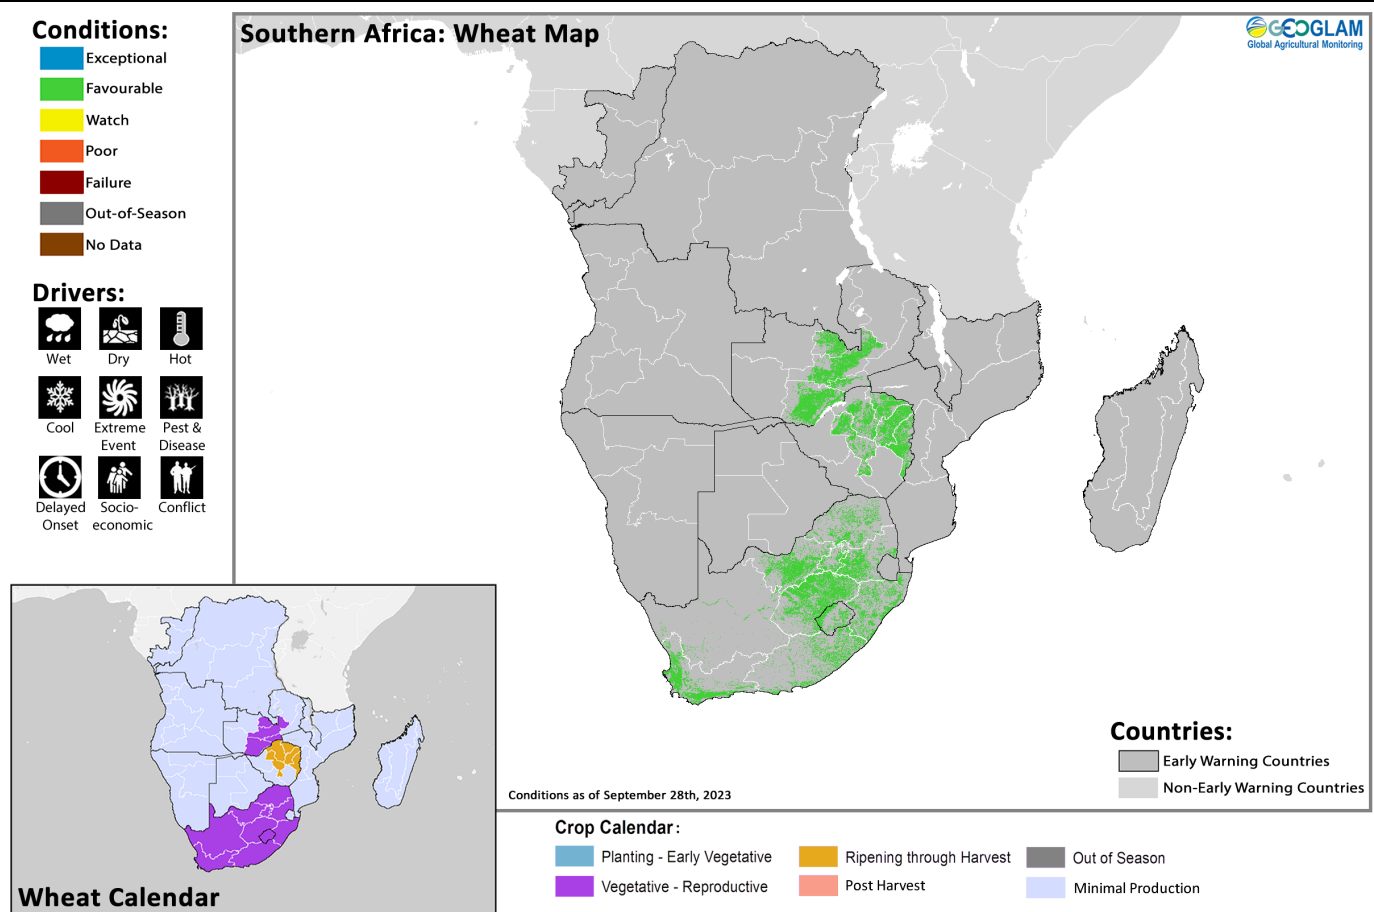 Conditions:
Exceptional
Favourable
Watch
Poor
Failure
Out-of-Season
No Data
Drivers:
Wet
Dry
Hot
Cool
Extreme
Event
Pest &
Disease
Delayed
Onset
Socio-
economic
Conflict
Southern Africa: Wheat Map
GEOGLAM
Global Agricultural Monitoring
Countries:
Early Warning Countries
Non-Early Warning Countries
Conditions as of September 28th, 2023
Wheat Calendar
Crop Calendar:
Planting - Early Vegetative
Vegetative - Reproductive
Ripening through Harvest
Post Harvest
Out of Season
Minimal Production